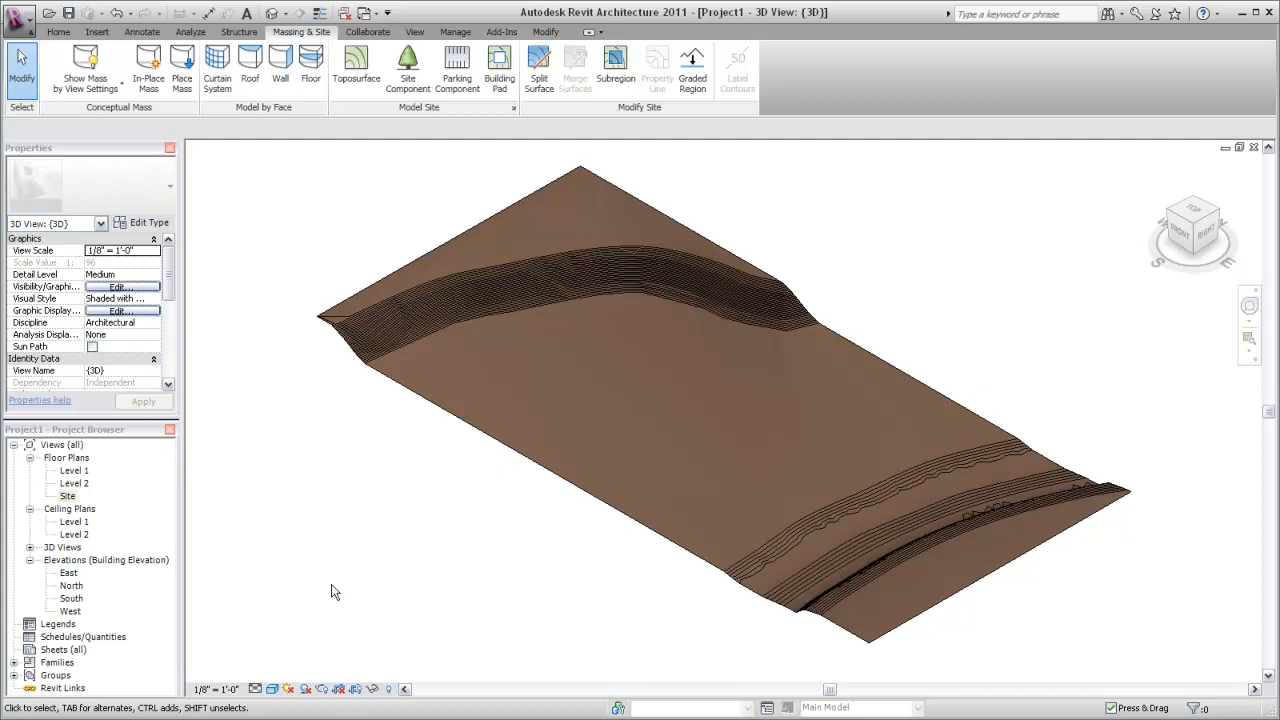 Autodesk Revit Architecture 2011 - [Project1 - 3D View: {3D}]
Type a keyword or phrase
Home Insert Annotate Analyze Structure Massing & Site Collaborate View Manage Add-Ins Modify
Modify
Show Mass by View Settings
In-Place Mass
Place Mass
Curtain System
Roof
Wall
Floor
Toposurface
Site Component
Parking Component
Building Pad
Split Surface
Merge Surfaces
Subregion
Property Line
Graded Region
50
Label Contours
Select
Conceptual Mass
Model by Face
Model Site
Modify Site
Properties
3D View: {3D}
Edit Type
Graphics
View Scale 1/8" = 1'-0"
Scale Value 1: 96
Detail Level Medium
Visibility/Graphi... Edit...
Visual Style Shaded with ...
Graphic Display... Edit...
Discipline Architectural
Analysis Displa... None
Sun Path
Identity Data
View Name {3D}
Dependency Independent
Properties help
Apply
Project1 - Project Browser
Views (all)
Floor Plans
Level 1
Level 2
Site
Ceiling Plans
Level 1
Level 2
3D Views
Elevations (Building Elevation)
East
North
South
West
Legends
Schedules/Quantities
Sheets (all)
Families
Groups
Revit Links
TOP
FRONT
RIGHT
S
E
1/8" = 1'-0"
Click to select, TAB for alternates, CTRL adds, SHIFT unselects.
Main Model
Press & Drag
:0